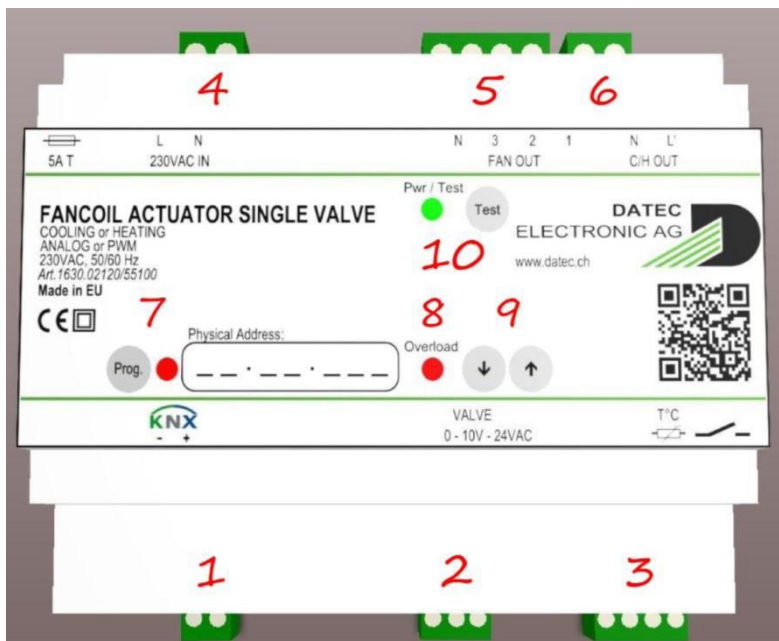 4 5 6
L N N 3 2 1 N L'
5A T 230VAC IN FAN OUT C/H OUT
Pwr / Test
Test
FANCOIL ACTUATOR SINGLE VALVE
COOLING or HEATING
ANALOG or PWM
230VAC, 50/60 Hz
Art.1630.02120/55100
Made in EU
DATEC
ELECTRONIC AG
www.datec.ch
10
CE
7 8 9
Physical Address:
Overload
Prog. _ _ . _ _ . _ _ _ ↓ ↑
KNX
- +
VALVE
0 - 10V - 24VAC
T°C
1 2 3